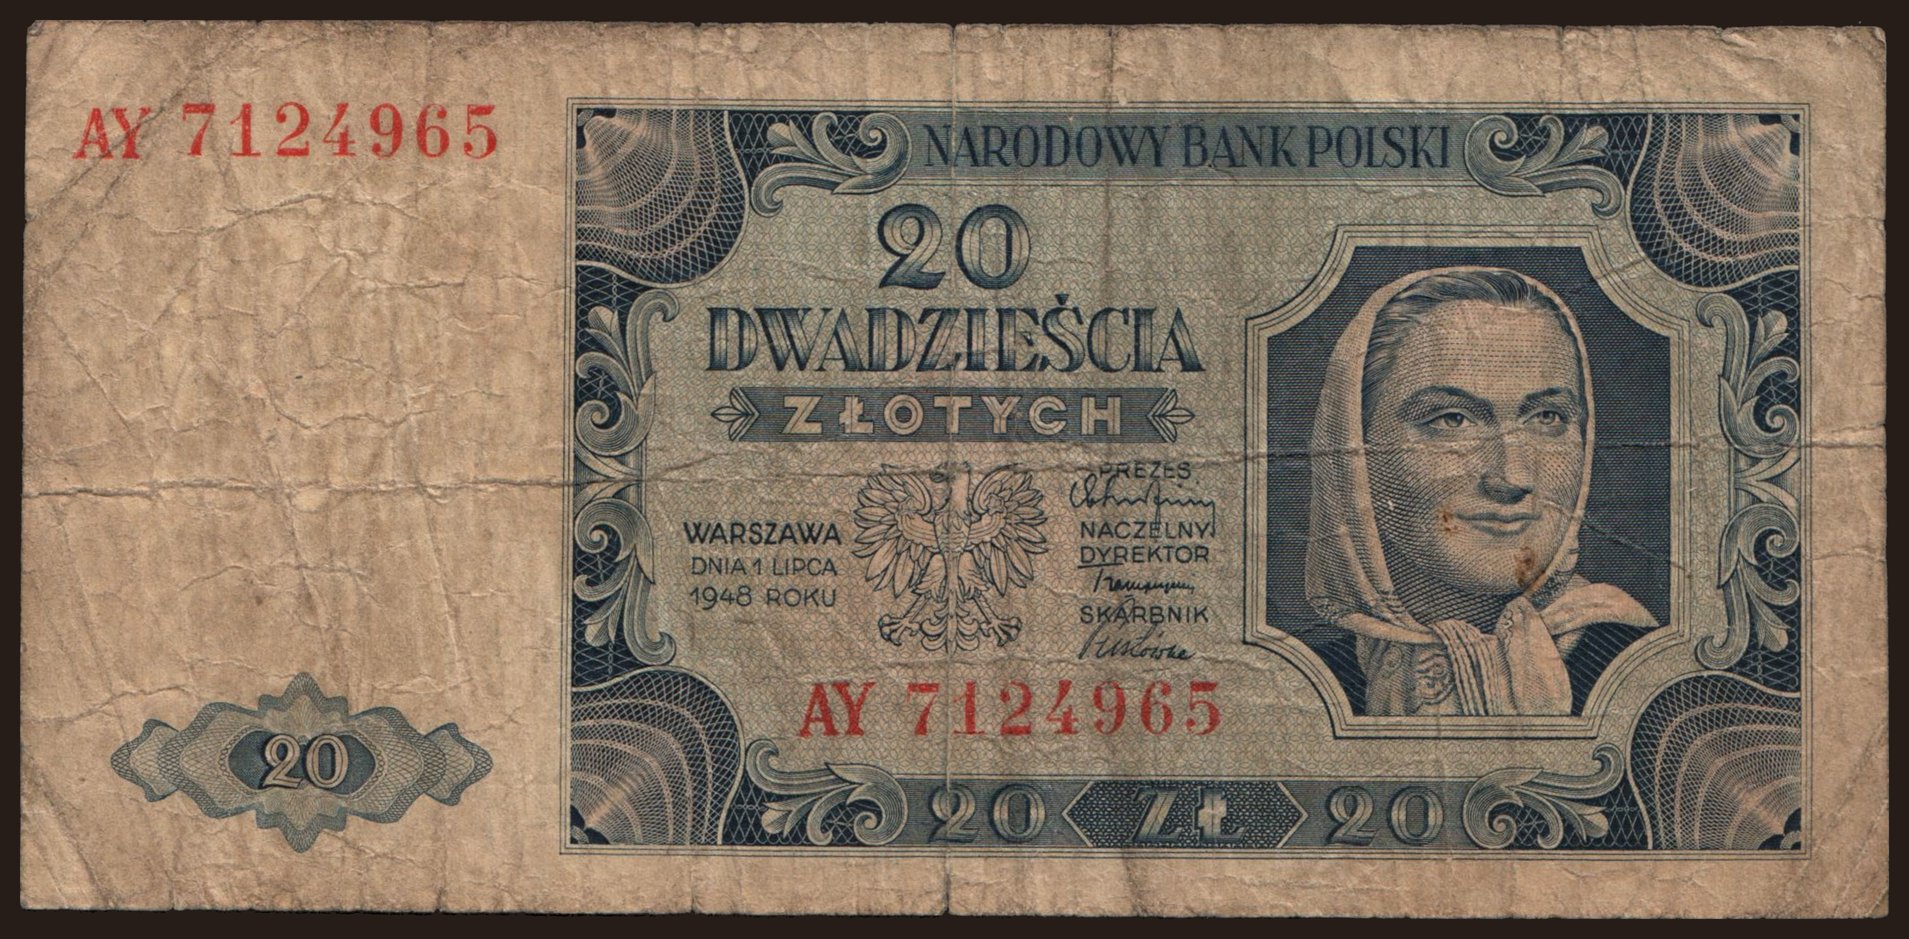 AY 7124965
NARODOWY BANK POLSKI
20
DWADZIEŚCIA
ZŁOTYCH
WARSZAWA
DNIA 1 LIPCA
1948 ROKU
PREZES
NACZELNY
DYREKTOR
SKARBNIK
AY 7124965
20
20 ZŁ 20